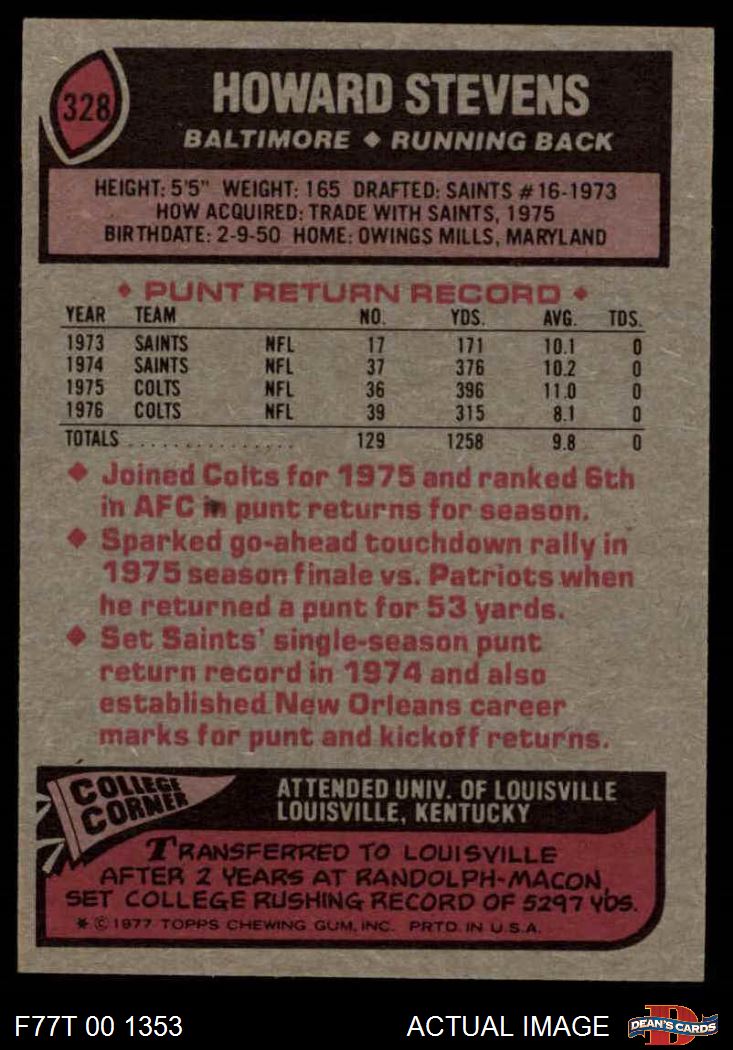 328
HOWARD STEVENS
BALTIMORE ◆ RUNNING BACK
HEIGHT: 5'5" WEIGHT: 165 DRAFTED: SAINTS #16-1973
HOW ACQUIRED: TRADE WITH SAINTS, 1975
BIRTHDATE: 2-9-50 HOME: OWINGS MILLS, MARYLAND
◆ PUNT RETURN RECORD ◆
YEAR TEAM NO. YDS. AVG. TDS.
1973 SAINTS NFL 17 171 10.1 0
1974 SAINTS NFL 37 376 10.2 0
1975 COLTS NFL 36 396 11.0 0
1976 COLTS NFL 39 315 8.1 0
TOTALS . . . . . . . . . . . . . . 129 1258 9.8 0
◆ Joined Colts for 1975 and ranked 6th
in AFC in punt returns for season.
◆ Sparked go-ahead touchdown rally in
1975 season finale vs. Patriots when
he returned a punt for 53 yards.
◆ Set Saints' single-season punt
return record in 1974 and also
established New Orleans career
marks for punt and kickoff returns.
COLLEGE
CORNER
ATTENDED UNIV. OF LOUISVILLE
LOUISVILLE, KENTUCKY
TRANSFERRED TO LOUISVILLE
AFTER 2 YEARS AT RANDOLPH-MACON.
SET COLLEGE RUSHING RECORD OF 5297 YDS.
* © 1977 TOPPS CHEWING GUM, INC. PRTD. IN U.S.A.
F77T 00 1353
ACTUAL IMAGE
D
DEAN'S CARDS